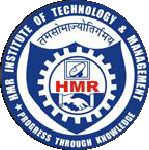 HMR INSTITUTE OF TECHNOLOGY & MANAGEMENT
तमसोमाज्योतिर्गमय
HMR
★ PROGRESS THROUGH KNOWLEDGE ★